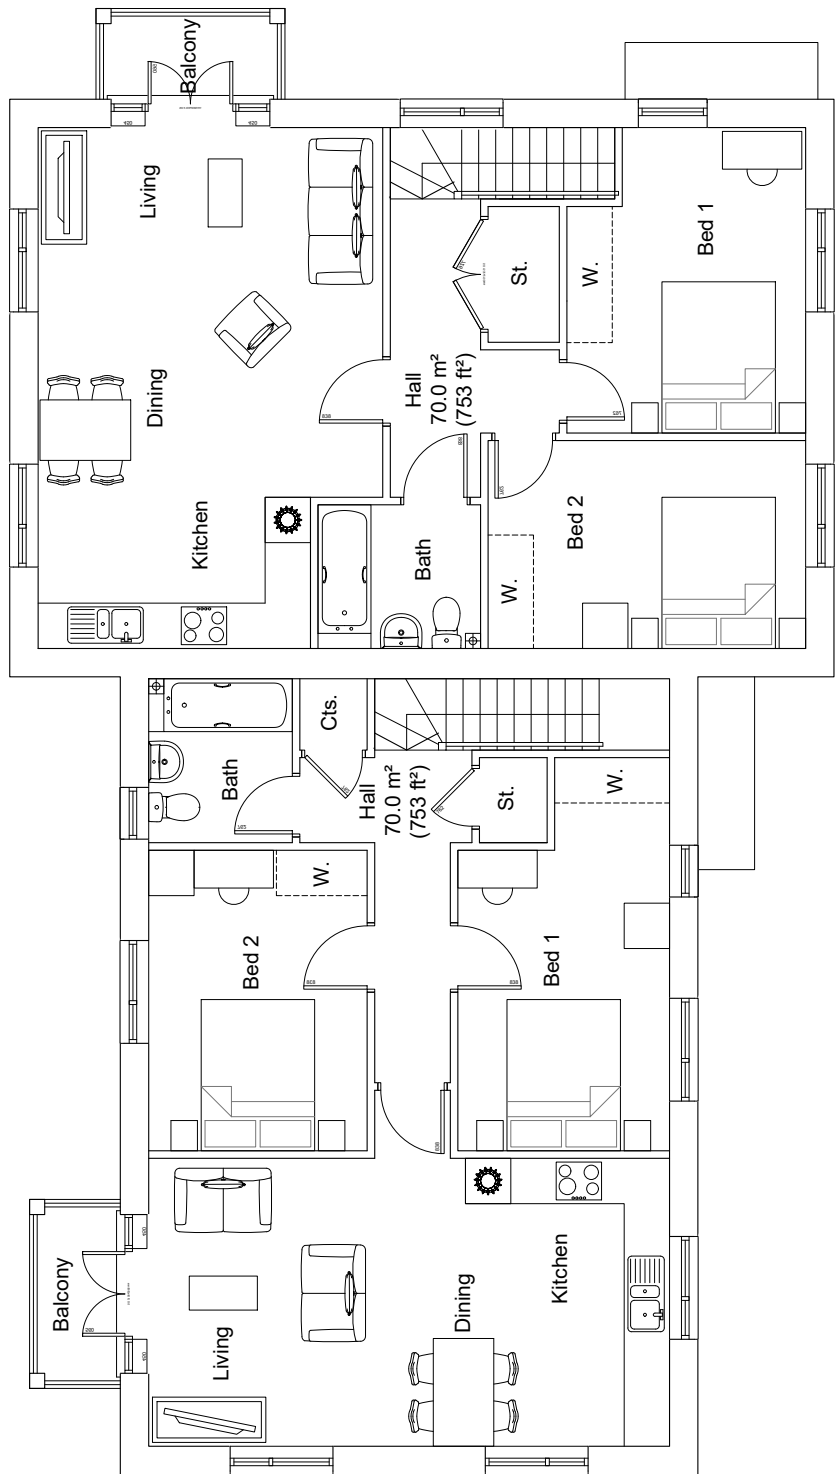 Balcony
Living
Dining
Kitchen
Hall
70.0 m²
(753 ft²)
St.
W.
Bed 1
Bath
Bed 2
W.
Bath
Cts.
Hall
70.0 m²
(753 ft²)
St.
W.
Bed 2
W.
Bed 1
Balcony
Living
Dining
Kitchen